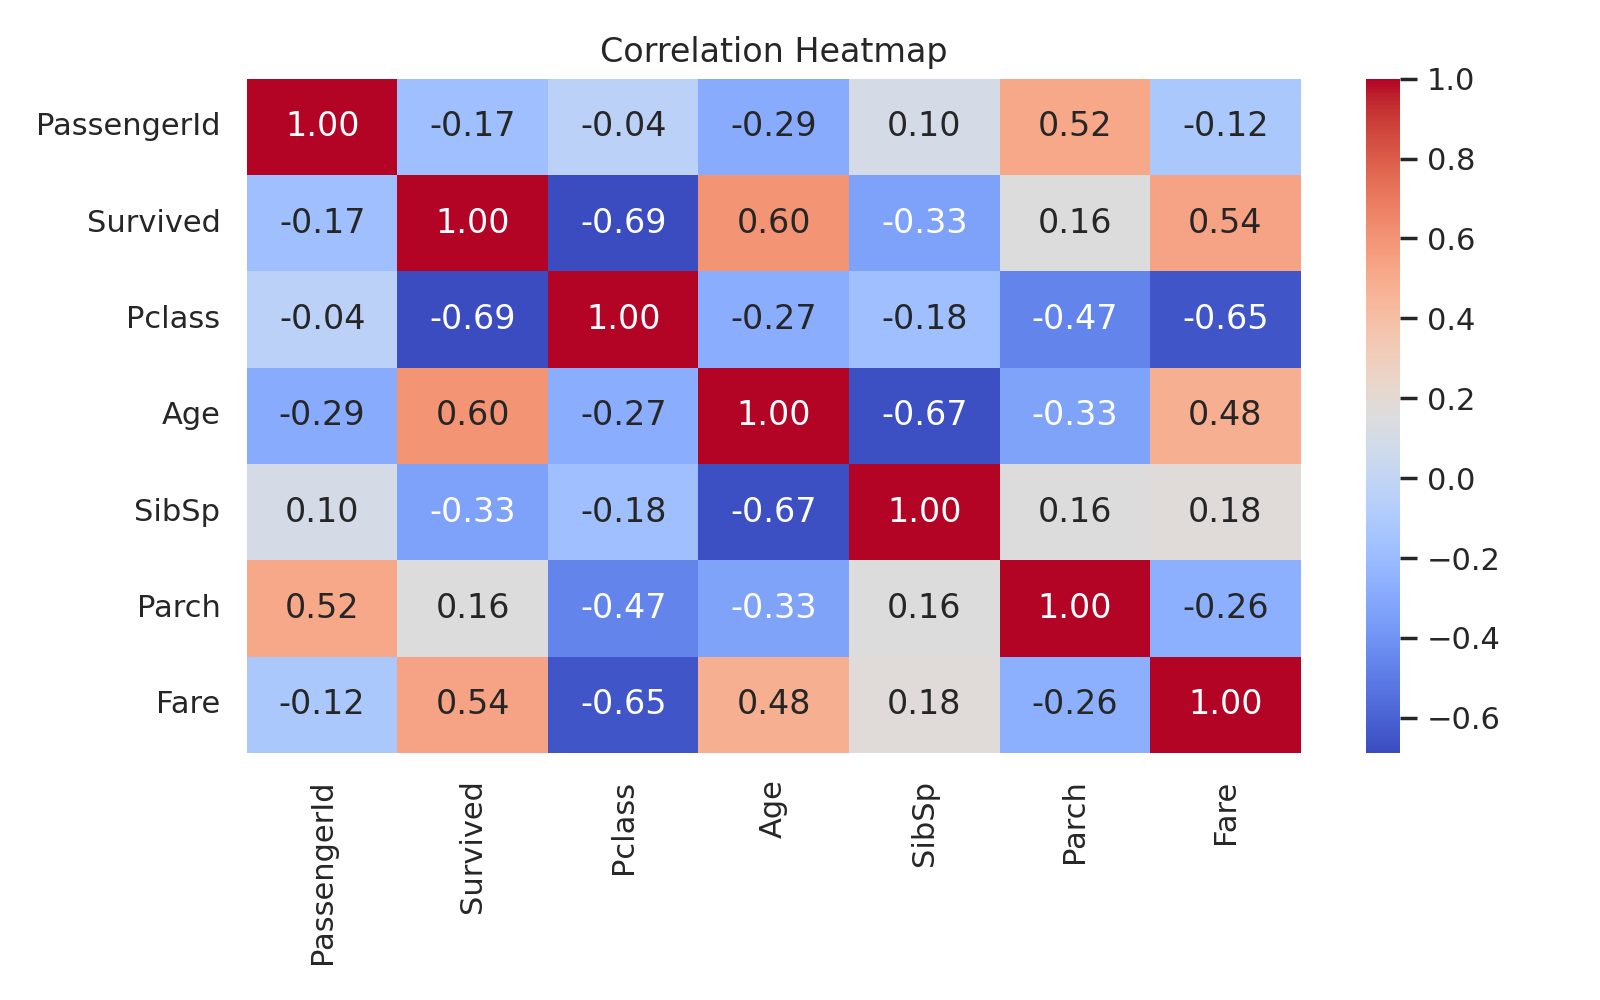 Correlation Heatmap
PassengerId 1.00 -0.17 -0.04 -0.29 0.10 0.52 -0.12
Survived -0.17 1.00 -0.69 0.60 -0.33 0.16 0.54
Pclass -0.04 -0.69 1.00 -0.27 -0.18 -0.47 -0.65
Age -0.29 0.60 -0.27 1.00 -0.67 -0.33 0.48
SibSp 0.10 -0.33 -0.18 -0.67 1.00 0.16 0.18
Parch 0.52 0.16 -0.47 -0.33 0.16 1.00 -0.26
Fare -0.12 0.54 -0.65 0.48 0.18 -0.26 1.00
PassengerId Survived Pclass Age SibSp Parch Fare
1.0
0.8
0.6
0.4
0.2
0.0
−0.2
−0.4
−0.6